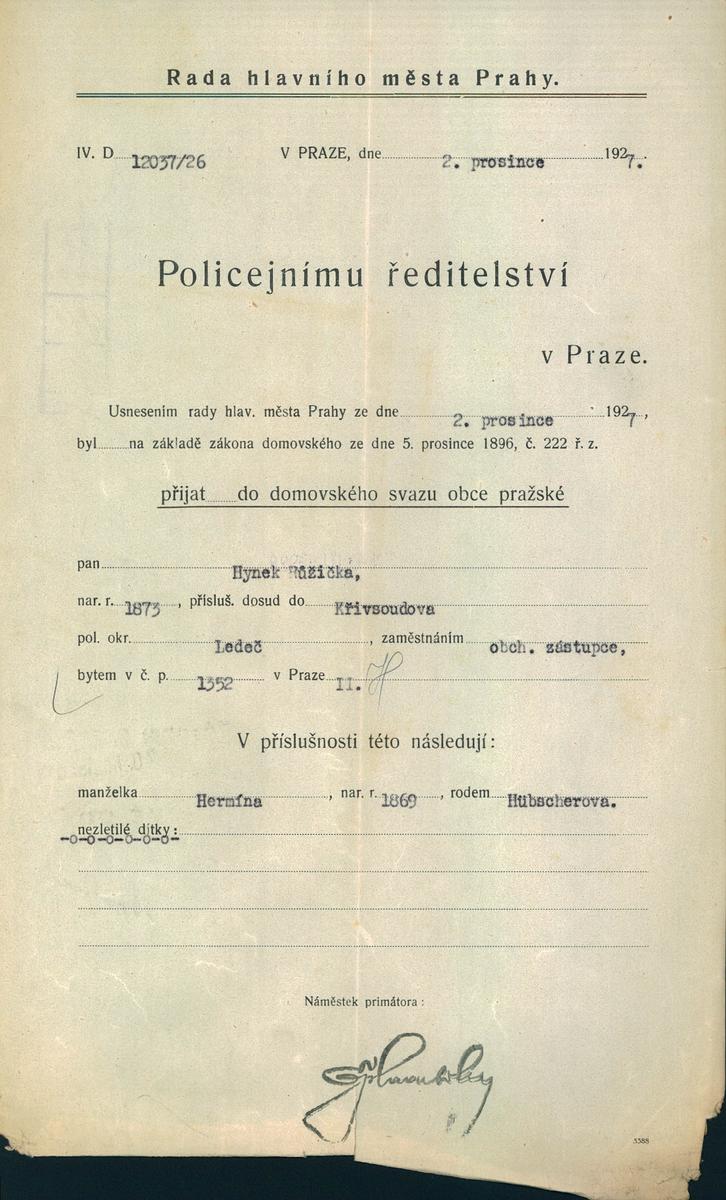 Rada hlavního města Prahy.
IV. D. 12037/26 V PRAZE, dne 2. prosince 1927.
Policejnímu ředitelství
v Praze.
Usnesením rady hlav. města Prahy ze dne 2. prosince 1927,
byl na základě zákona domovského ze dne 5. prosince 1896, č. 222 ř. z.
přijat do domovského svazu obce pražské
pan Hynek Růžička,
nar. r. 1873, přísluš. dosud do Křivsoudova
pol. okr. Ledeč, zaměstnáním obch. zástupce,
bytem v č. p. 1352 v Praze II.
V příslušnosti této následují:
manželka Hermína, nar. r. 1869, rodem Hübscherova.
nezletilé dítky:
-o-o-o-o-o-o-
Náměstek primátora:
3388